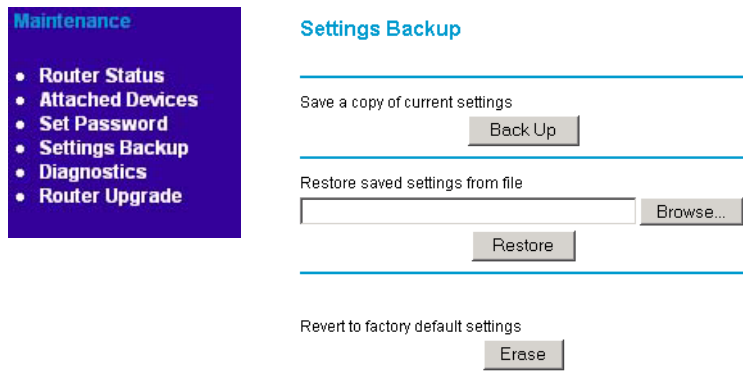 Maintenance
Router Status
Attached Devices
Set Password
Settings Backup
Diagnostics
Router Upgrade
Settings Backup
Save a copy of current settings
Back Up
Restore saved settings from file
Browse...
Restore
Revert to factory default settings
Erase